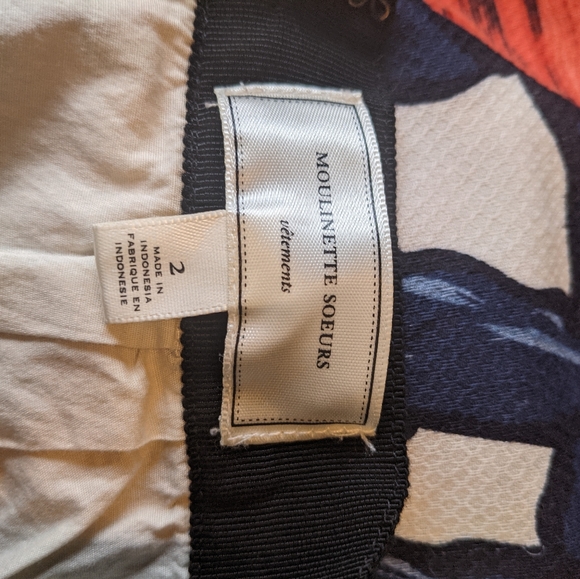 MOULINETTE SOEURS
vêtements
2
MADE IN
INDONESIA
FABRIQUE EN
INDONESIE